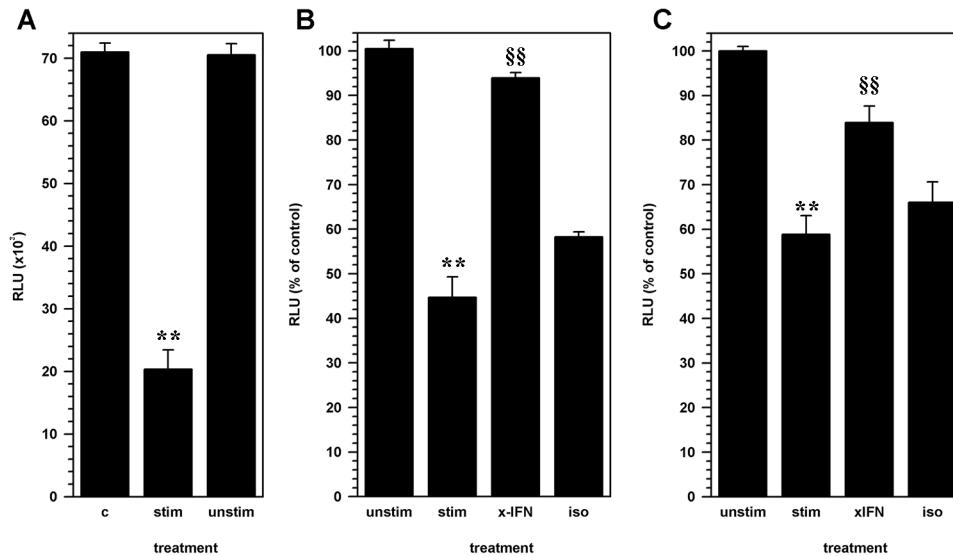 A
RLU (x10³)
70
60
50
40
30
20
10
0
**
c stim unstim
treatment
B
RLU (% of control)
100
90
80
70
60
50
40
30
20
10
0
§§
**
unstim stim x-IFN iso
treatment
C
RLU (% of control)
100
90
80
70
60
50
40
30
20
10
0
§§
**
unstim stim xIFN iso
treatment